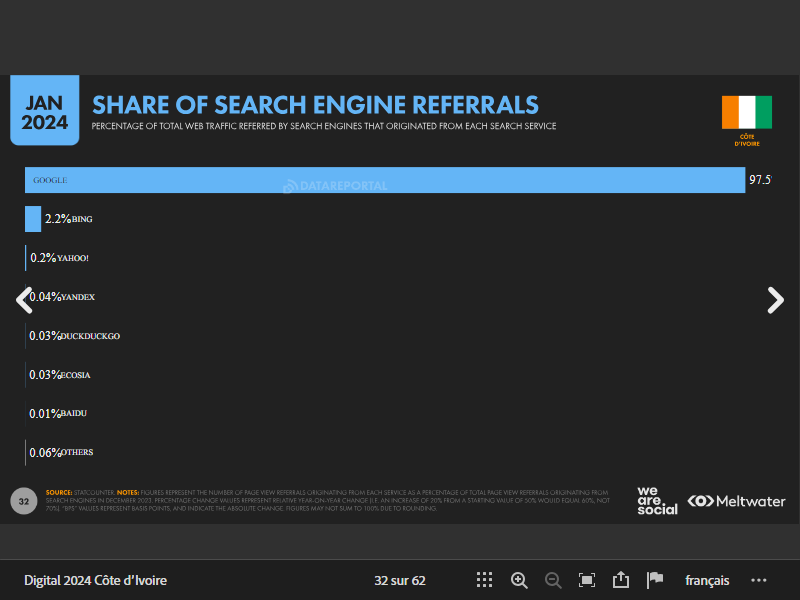 JAN
2024
SHARE OF SEARCH ENGINE REFERRALS
PERCENTAGE OF TOTAL WEB TRAFFIC REFERRED BY SEARCH ENGINES THAT ORIGINATED FROM EACH SEARCH SERVICE
CÔTE
D'IVOIRE
GOOGLE
DATAREPORTAL
97.5
2.2% BING
0.2% YAHOO!
0.04% YANDEX
0.03% DUCKDUCKGO
0.03% ECOSIA
0.01% BAIDU
0.06% OTHERS
32
SOURCE: STATCOUNTER. NOTES: FIGURES REPRESENT THE NUMBER OF PAGE VIEW REFERRALS ORIGINATING FROM EACH SERVICE AS A PERCENTAGE OF TOTAL PAGE VIEW REFERRALS ORIGINATING FROM
SEARCH ENGINES IN DECEMBER 2023. PERCENTAGE CHANGE VALUES REPRESENT RELATIVE YEAR-ON-YEAR CHANGE (I.E. AN INCREASE OF 20% FROM A STARTING VALUE OF 50% WOULD EQUAL 60%, NOT
70%). "BPS" VALUES REPRESENT BASIS POINTS, AND INDICATE THE ABSOLUTE CHANGE. FIGURES MAY NOT SUM TO 100% DUE TO ROUNDING.
we
are.
social
Meltwater
Digital 2024 Côte d'Ivoire
32 sur 62
français